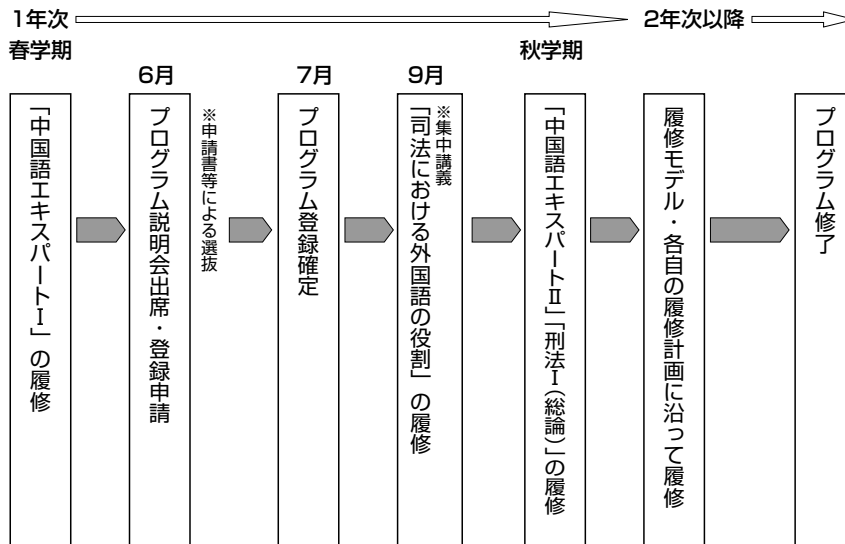 1年次
2年次以降
春学期
秋学期
6月
7月
9月
「中国語エキスパートⅠ」の履修
プログラム説明会出席・登録申請
※申請書等による選抜
プログラム登録確定
※集中講義
「司法における外国語の役割」の履修
「中国語エキスパートⅡ」「刑法Ⅰ(総論)」の履修
履修モデル・各自の履修計画に沿って履修
プログラム修了